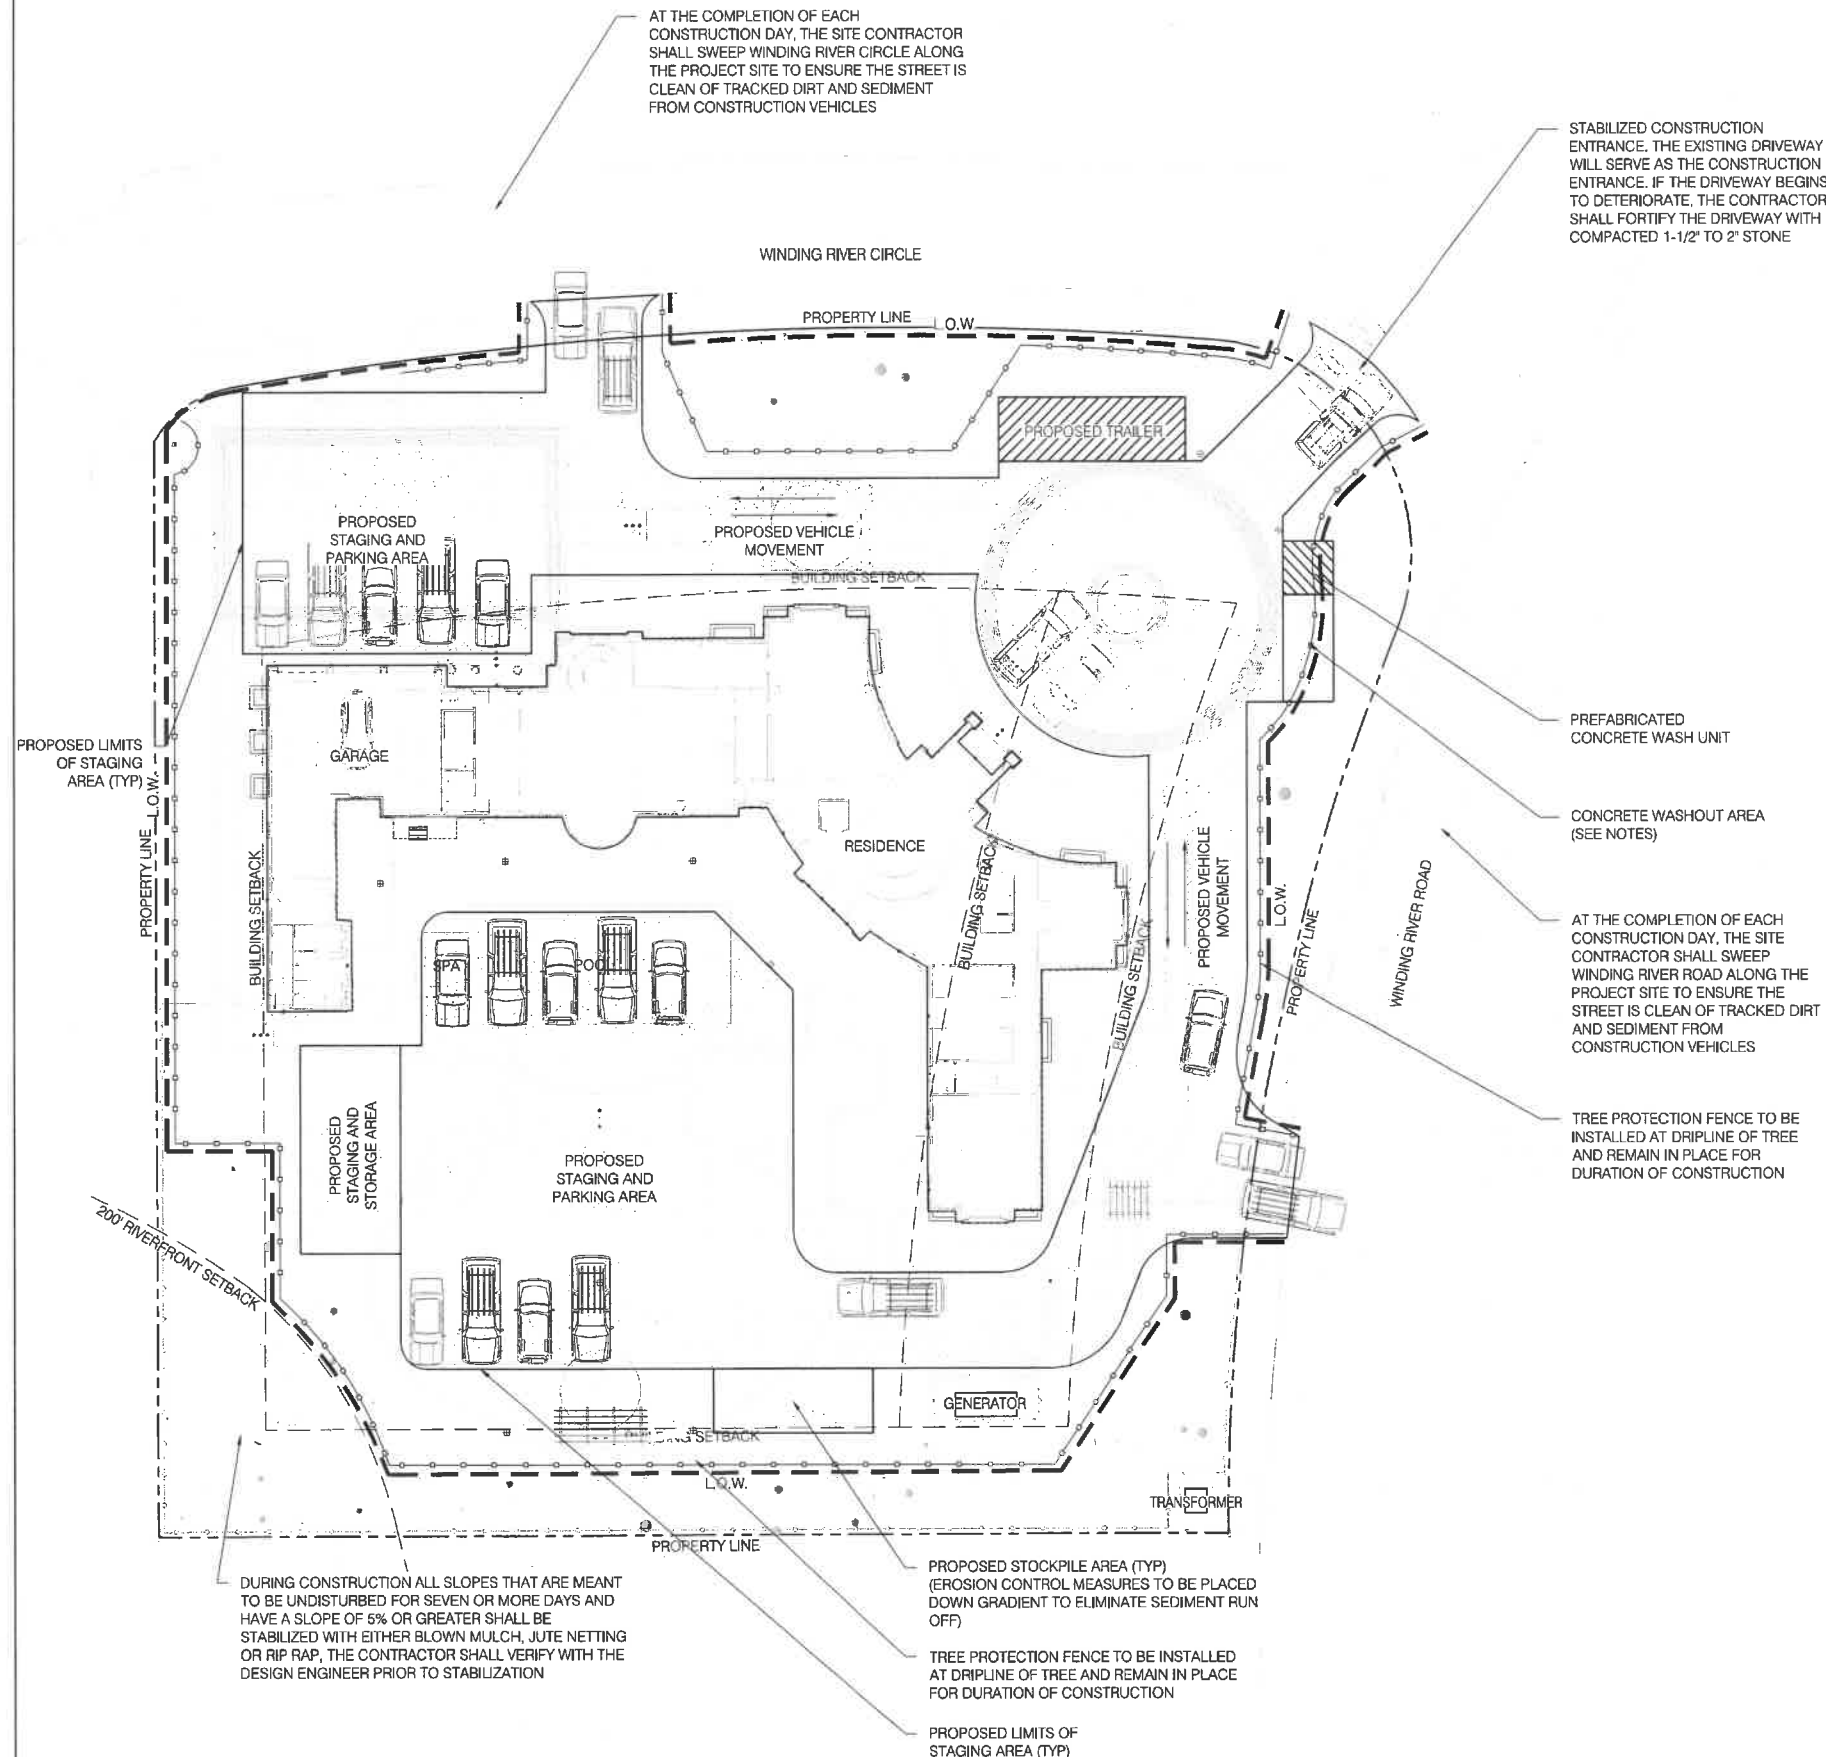 AT THE COMPLETION OF EACH
CONSTRUCTION DAY, THE SITE CONTRACTOR
SHALL SWEEP WINDING RIVER CIRCLE ALONG
THE PROJECT SITE TO ENSURE THE STREET IS
CLEAN OF TRACKED DIRT AND SEDIMENT
FROM CONSTRUCTION VEHICLES
STABILIZED CONSTRUCTION
ENTRANCE. THE EXISTING DRIVEWAY
WILL SERVE AS THE CONSTRUCTION
ENTRANCE. IF THE DRIVEWAY BEGINS
TO DETERIORATE, THE CONTRACTOR
SHALL FORTIFY THE DRIVEWAY WITH
COMPACTED 1-1/2" TO 2" STONE
WINDING RIVER CIRCLE
PROPERTY LINE
L.O.W.
PROPOSED TRAILER
PROPOSED
STAGING AND
PARKING AREA
PROPOSED VEHICLE
MOVEMENT
BUILDING SETBACK
PROPOSED LIMITS
OF STAGING
AREA (TYP)
L.O.W.
PROPERTY LINE
BUILDING SETBACK
GARAGE
RESIDENCE
BUILDING SETBACK
BUILDING SETBACK
PROPOSED VEHICLE
MOVEMENT
L.O.W.
PROPERTY LINE
WINDING RIVER ROAD
PREFABRICATED
CONCRETE WASH UNIT
CONCRETE WASHOUT AREA
(SEE NOTES)
AT THE COMPLETION OF EACH
CONSTRUCTION DAY, THE SITE
CONTRACTOR SHALL SWEEP
WINDING RIVER ROAD ALONG THE
PROJECT SITE TO ENSURE THE
STREET IS CLEAN OF TRACKED DIRT
AND SEDIMENT FROM
CONSTRUCTION VEHICLES
TREE PROTECTION FENCE TO BE
INSTALLED AT DRIPLINE OF TREE
AND REMAIN IN PLACE FOR
DURATION OF CONSTRUCTION
SPA
POOL
PROPOSED
STAGING AND
STORAGE AREA
PROPOSED
STAGING AND
PARKING AREA
200' RIVERFRONT SETBACK
GENERATOR
BUILDING SETBACK
L.O.W.
TRANSFORMER
PROPERTY LINE
DURING CONSTRUCTION ALL SLOPES THAT ARE MEANT
TO BE UNDISTURBED FOR SEVEN OR MORE DAYS AND
HAVE A SLOPE OF 5% OR GREATER SHALL BE
STABILIZED WITH EITHER BLOWN MULCH, JUTE NETTING
OR RIP RAP, THE CONTRACTOR SHALL VERIFY WITH THE
DESIGN ENGINEER PRIOR TO STABILIZATION
PROPOSED STOCKPILE AREA (TYP)
(EROSION CONTROL MEASURES TO BE PLACED
DOWN GRADIENT TO ELIMINATE SEDIMENT RUN
OFF)
TREE PROTECTION FENCE TO BE INSTALLED
AT DRIPLINE OF TREE AND REMAIN IN PLACE
FOR DURATION OF CONSTRUCTION
PROPOSED LIMITS OF
STAGING AREA (TYP)